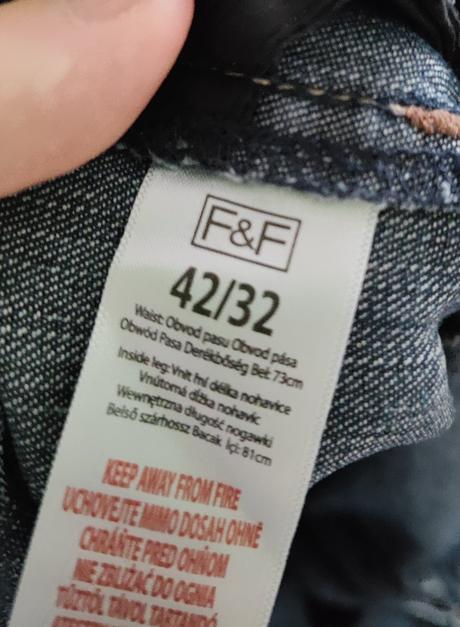 F&F
42/32
Waist: Obvod pasu Obvod pása
Obwód Pasa Derékbőség Bel: 73cm
Inside leg: Vnit řní délka nohavice
Vnútorná dĺžka nohavíc
Wewnętrzna długość nogawki
Belső szárhossz Bacak İçi: 81cm
KEEP AWAY FROM FIRE
UCHOVEJTE MIMO DOSAH OHNĚ
CHRÁŇTE PRED OHŇOM
NIE ZBLIŻAĆ DO OGNIA
TŰZTŐL TÁVOL TARTANDÓ